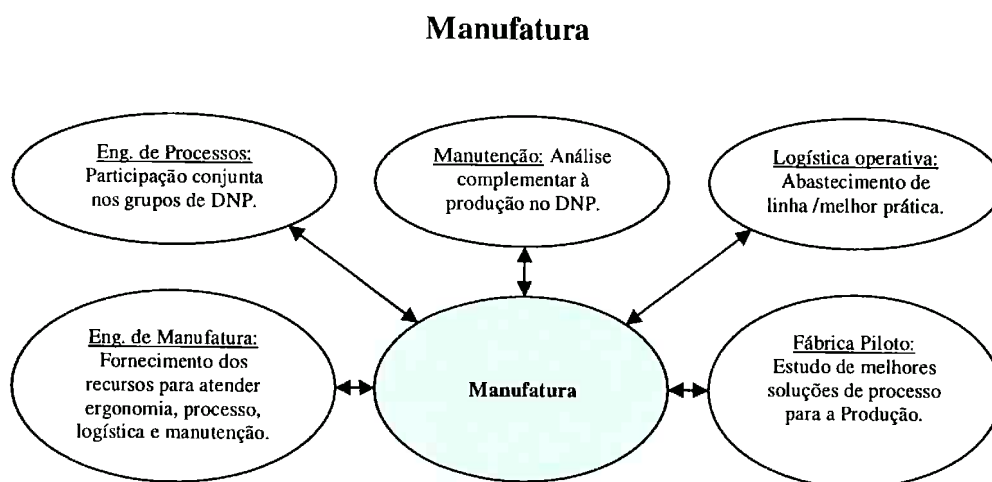 Manufatura
Eng. de Processos:
Participação conjunta
nos grupos de DNP.
Manutenção: Análise
complementar à
produção no DNP.
Logística operativa:
Abastecimento de
linha /melhor prática.
Eng. de Manufatura:
Fornecimento dos
recursos para atender
ergonomia, processo,
logística e manutenção.
Manufatura
Fábrica Piloto:
Estudo de melhores
soluções de processo
para a Produção.